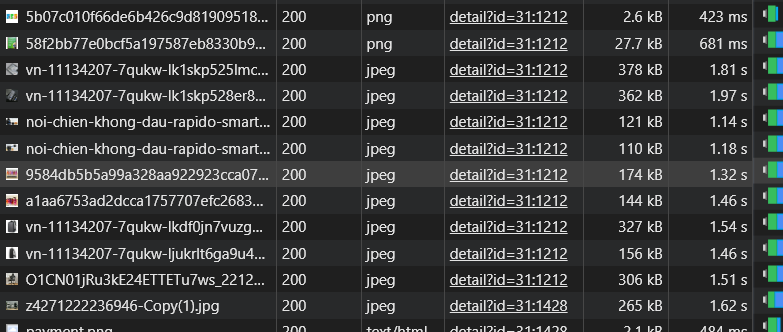 5b07c010f66de6b426c9d81909518... 200 png detail?id=31:1212 2.6 kB 423 ms
58f2bb77e0bcf5a197587eb8330b9... 200 png detail?id=31:1212 27.7 kB 681 ms
vn-11134207-7qukw-lk1skp525lmc... 200 jpeg detail?id=31:1212 378 kB 1.81 s
vn-11134207-7qukw-lk1skp528er8... 200 jpeg detail?id=31:1212 362 kB 1.97 s
noi-chien-khong-dau-rapido-smart... 200 jpeg detail?id=31:1212 121 kB 1.14 s
noi-chien-khong-dau-rapido-smart... 200 jpeg detail?id=31:1212 110 kB 1.18 s
9584db5b5a99a328aa922923cca07... 200 jpeg detail?id=31:1212 174 kB 1.32 s
a1aa6753ad2dcca1757707efc2683... 200 jpeg detail?id=31:1212 144 kB 1.46 s
vn-11134207-7qukw-lkdf0jn7vuzg... 200 jpeg detail?id=31:1212 327 kB 1.54 s
vn-11134207-7qukw-ljukrlt6ga9u4... 200 jpeg detail?id=31:1212 156 kB 1.46 s
O1CN01jRu3kE24ETTETu7ws_2212... 200 jpeg detail?id=31:1212 306 kB 1.51 s
z4271222236946-Copy(1).jpg 200 jpeg detail?id=31:1428 265 kB 1.62 s
payment.png 200 text/html detail?id=31:1428 2.1 kB 484 ms